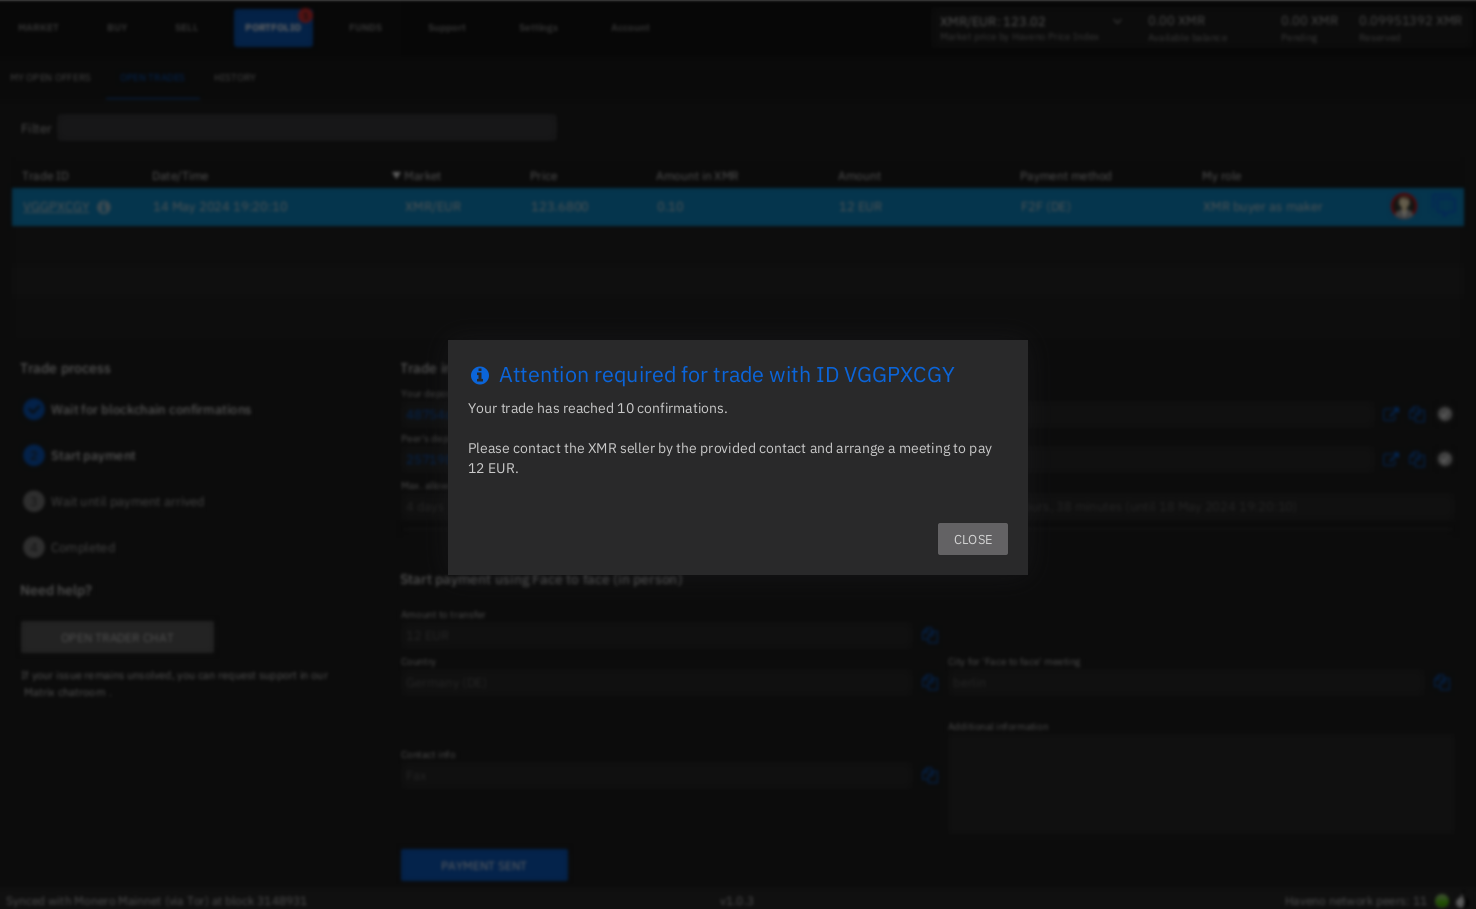 MARKET BUY SELL PORTFOLIO FUNDS Support Settings Account XMR/EUR: 123.02 0.00 XMR 0.00 XMR 0.09951392 XMR
Market price by Haveno Price Index Available balance Pending Reserved
MY OPEN OFFERS OPEN TRADES HISTORY
Filter
Trade ID Date/Time Market Price Amount in XMR Amount Payment method My role
VGGPXCGY 14 May 2024 19:20:10 XMR/EUR 123.6800 0.10 12 EUR F2F (DE) XMR buyer as maker
Attention required for trade with ID VGGPXCGY
Your trade has reached 10 confirmations.
Please contact the XMR seller by the provided contact and arrange a meeting to pay
12 EUR.
CLOSE
Trade process
Wait for blockchain confirmations
Start payment
Wait until payment arrived
Completed
Need help?
OPEN TRADER CHAT
If your issue remains unsolved, you can request support in our
Matrix chatroom
Start payment using Face to face (in person)
Amount to transfer
12 EUR
Country City for 'Face to face' meeting
Germany (DE)
Additional information
Contact info
PAYMENT SENT
Synced with Monero Mainnet (via Tor) at block 3148931 v1.0.3 Haveno network peers: 11